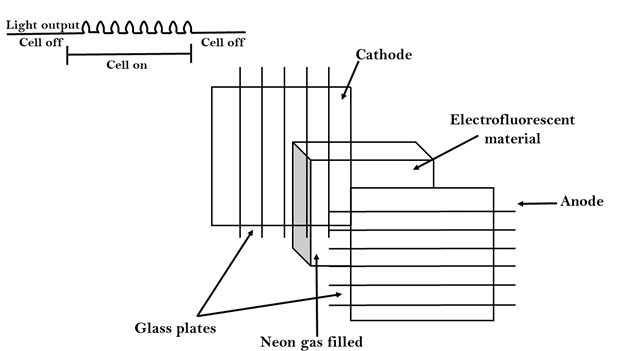 Light output
Cell off
Cell off
Cell on
Cathode
Electrofluorescent
material
Anode
Glass plates
Neon gas filled